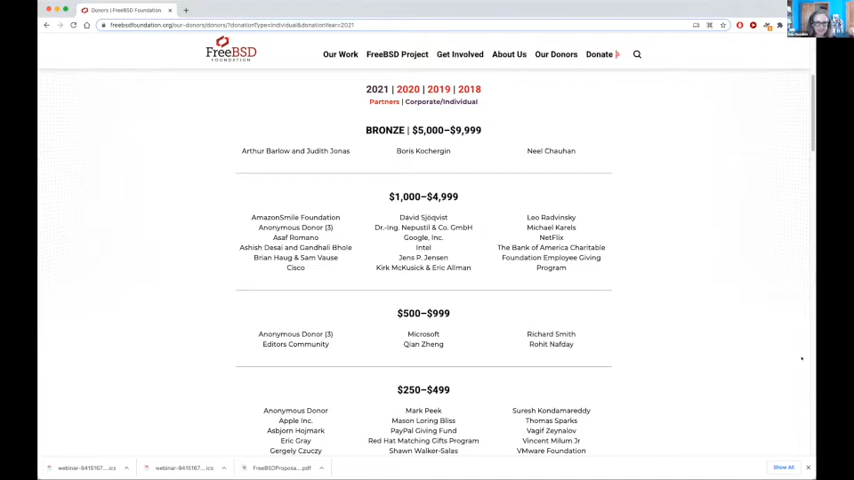 Donors | FreeBSD Foundation
freebsdfoundation.org/our-donors/donors/?donationType=Individual&donationYear=2021
FreeBSD
FOUNDATION
Our Work FreeBSD Project Get Involved About Us Our Donors Donate
2021 | 2020 | 2019 | 2018
Partners | Corporate/Individual
BRONZE | $5,000–$9,999
Arthur Barlow and Judith Jonas Boris Kochergin Neel Chauhan
$1,000–$4,999
AmazonSmile Foundation David Sjöqvist Leo Radvinsky
Anonymous Donor (3) Dr.-Ing. Nepustil & Co. GmbH Michael Karels
Asaf Romano Google, Inc. NetFlix
Ashish Desai and Gandhali Bhole Intel The Bank of America Charitable
Brian Haug & Sam Vause Jens P. Jensen Foundation Employee Giving
Cisco Kirk McKusick & Eric Allman Program
$500–$999
Anonymous Donor (3) Microsoft Richard Smith
Editors Community Qian Zheng Rohit Nafday
$250–$499
Anonymous Donor Mark Peek Suresh Kondamareddy
Apple Inc. Mason Loring Bliss Thomas Sparks
Asbjorn Hojmark PayPal Giving Fund Vagif Zeynalov
Eric Gray Red Hat Matching Gifts Program Vincent Milum Jr
Gergely Czuczy Shawn Walker-Salas VMware Foundation
webinar-9415167....ics webinar-9415167....ics FreeBSDProposa....pdf Show All